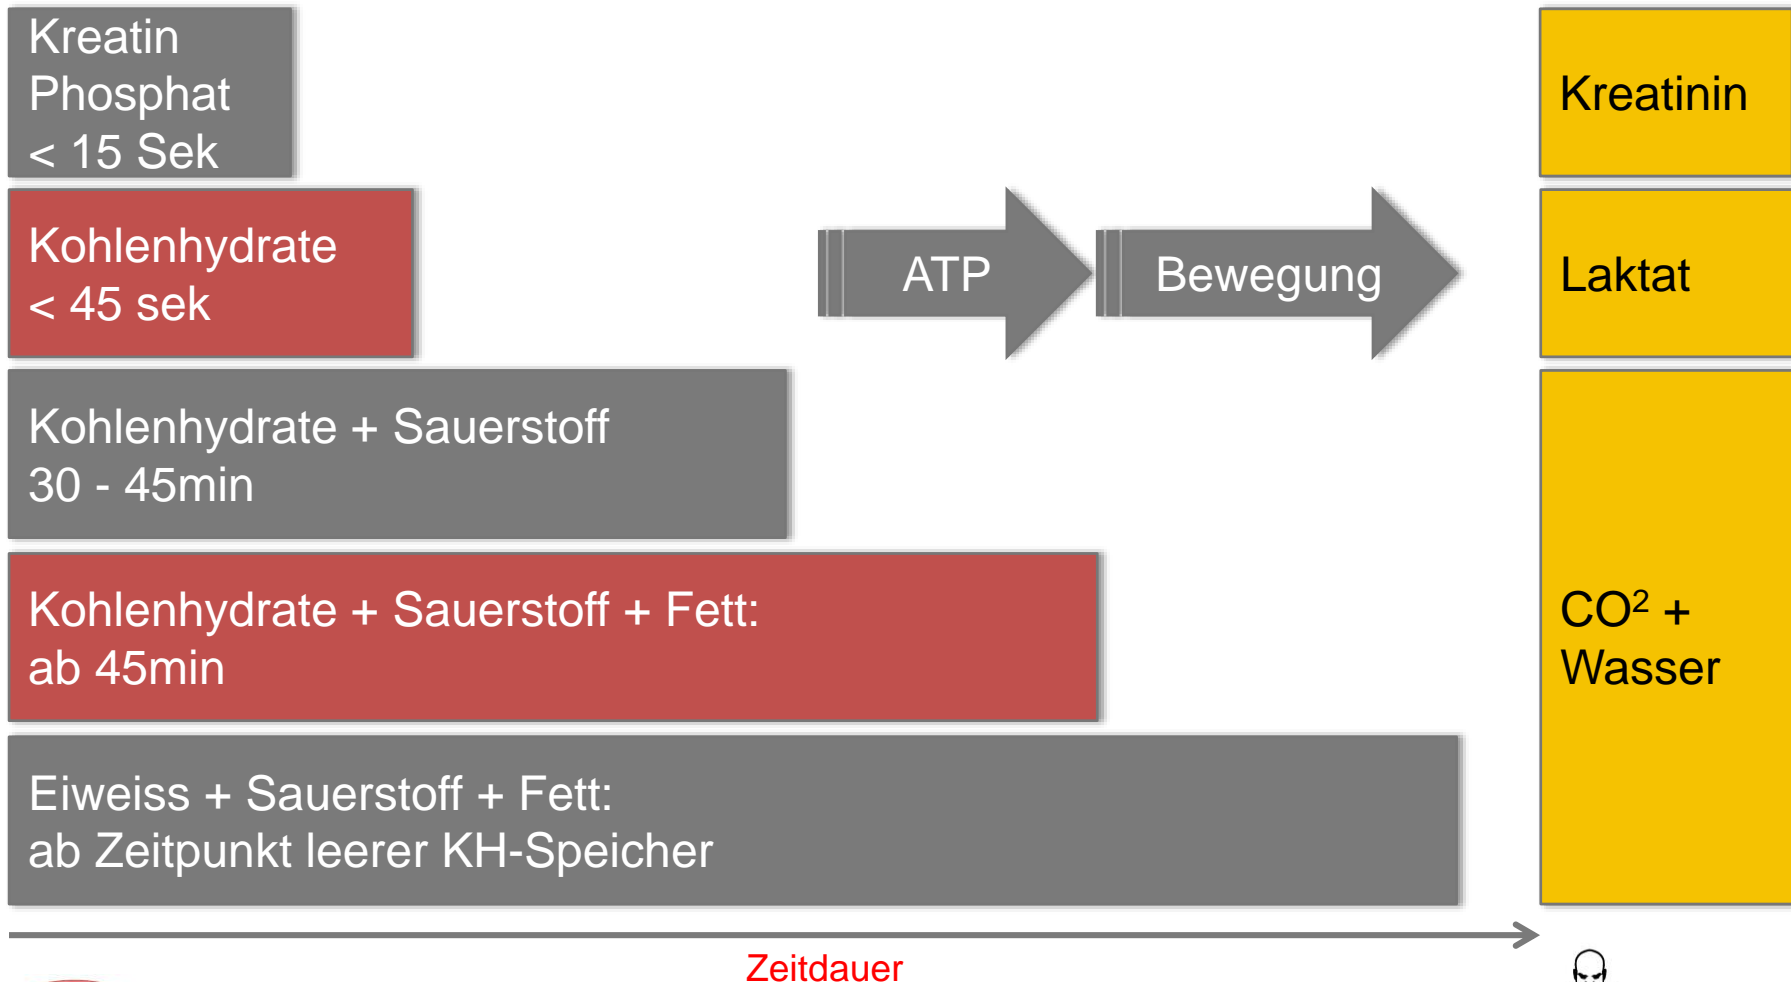 Kreatin
Phosphat
< 15 Sek
Kreatinin
Kohlenhydrate
< 45 sek
ATP
Bewegung
Laktat
Kohlenhydrate + Sauerstoff
30 - 45min
Kohlenhydrate + Sauerstoff + Fett:
ab 45min
CO² +
Wasser
Eiweiss + Sauerstoff + Fett:
ab Zeitpunkt leerer KH-Speicher
Zeitdauer